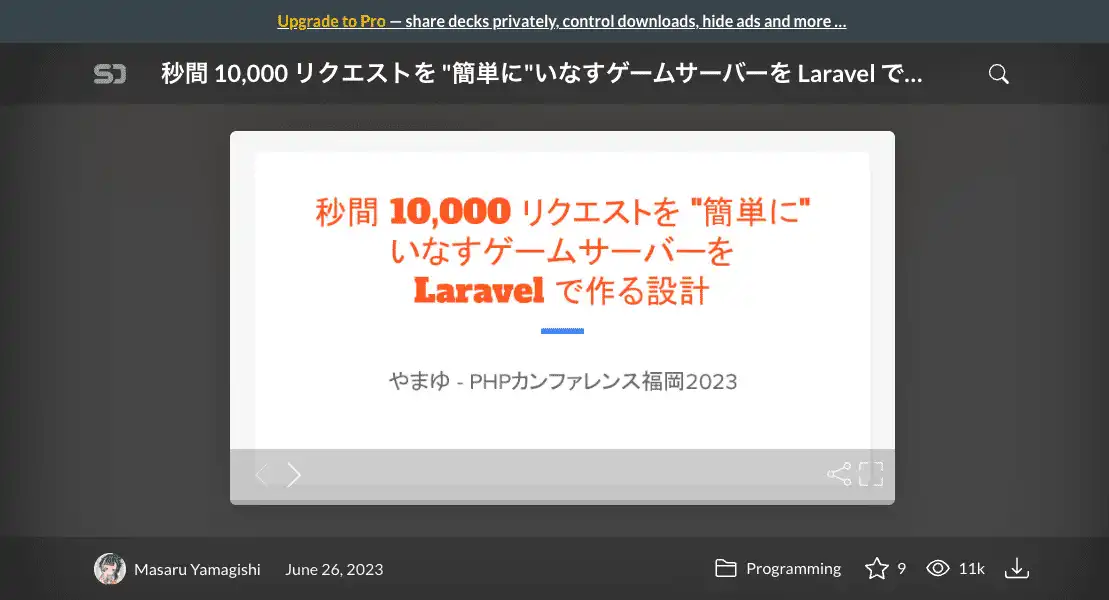 Upgrade to Pro — share decks privately, control downloads, hide ads and more …
SD
秒間 10,000 リクエストを "簡単に"いなすゲームサーバーを Laravel で…
秒間 10,000 リクエストを "簡単に"
いなすゲームサーバーを
Laravel で作る設計
やまゆ - PHPカンファレンス福岡2023
Masaru Yamagishi
June 26, 2023
Programming
9
11k